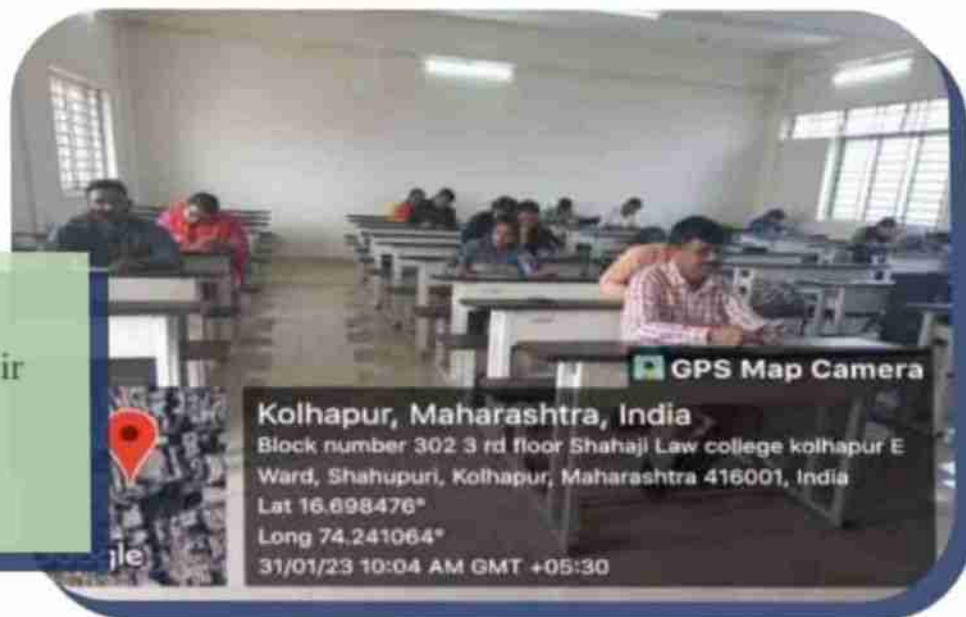 ir
GPS Map Camera
Kolhapur, Maharashtra, India
Block number 302 3 rd floor Shahaji Law college kolhapur E
Ward, Shahupuri, Kolhapur, Maharashtra 416001, India
Lat 16.698476°
Long 74.241064°
31/01/23 10:04 AM GMT +05:30